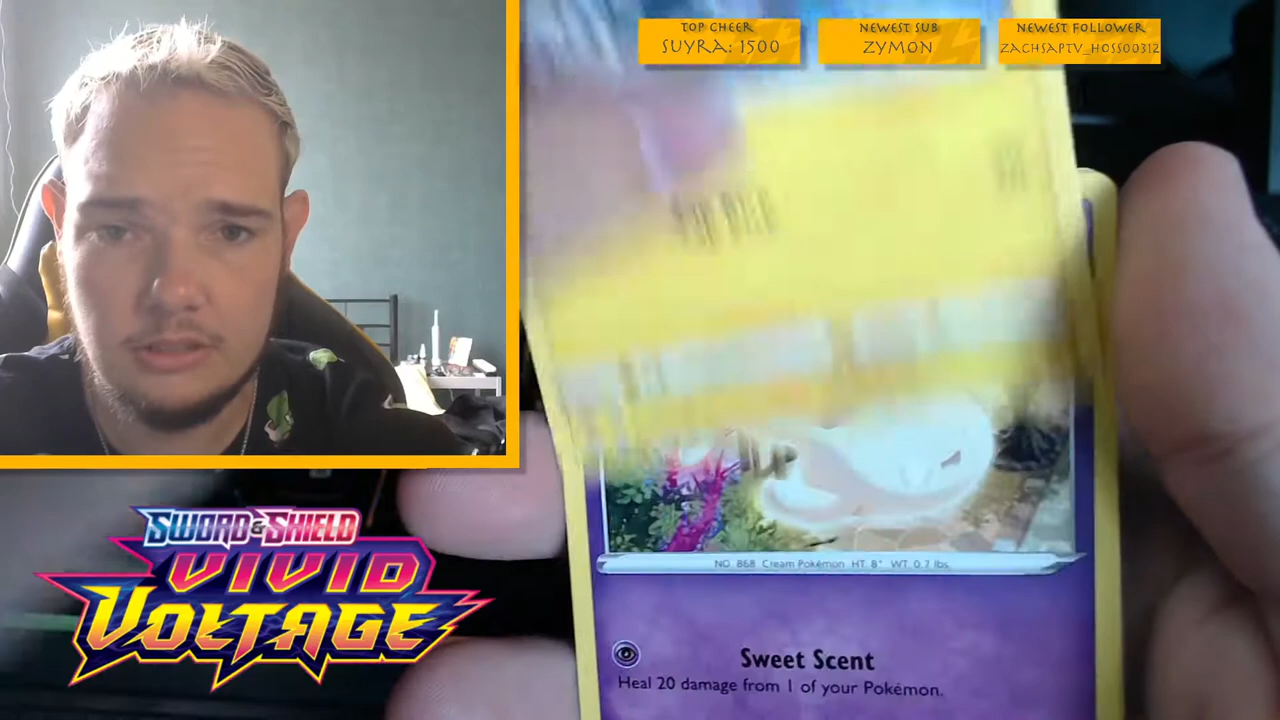 TOP CHEER
SUYRA: 1500
NEWEST SUB
ZYMON
NEWEST FOLLOWER
ZACHSAPTV_HOSS00312
SWORD & SHIELD
VIVID
VOLTAGE
NO. 868 Cream Pokémon HT. 8" WT. 0.7 lbs.
Sweet Scent
Heal 20 damage from 1 of your Pokémon.